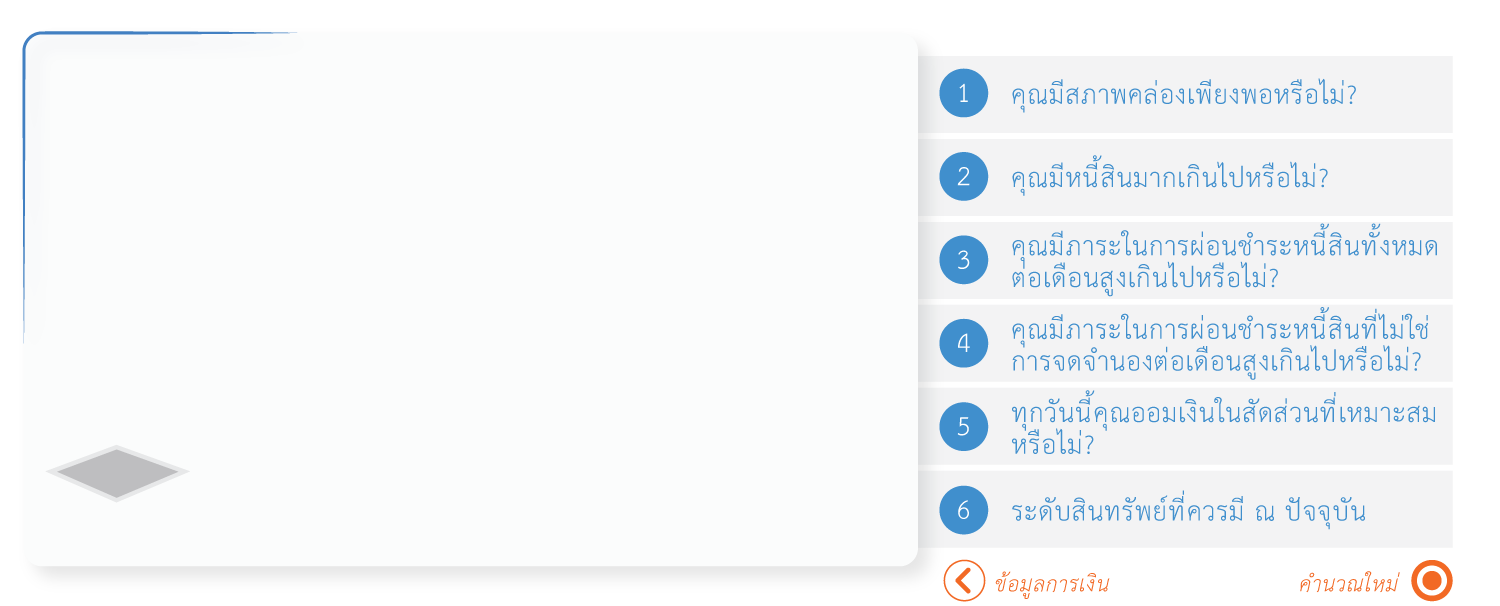 1 คุณมีสภาพคล่องเพียงพอหรือไม่?
2 คุณมีหนี้สินมากเกินไปหรือไม่?
3 คุณมีภาระในการผ่อนชำระหนี้สินทั้งหมด
ต่อเดือนสูงเกินไปหรือไม่?
4 คุณมีภาระในการผ่อนชำระหนี้สินที่ไม่ใช่
การจดจำนองต่อเดือนสูงเกินไปหรือไม่?
5 ทุกวันนี้คุณออมเงินในสัดส่วนที่เหมาะสม
หรือไม่?
6 ระดับสินทรัพย์ที่ควรมี ณ ปัจจุบัน
ข้อมูลการเงิน คำนวณใหม่